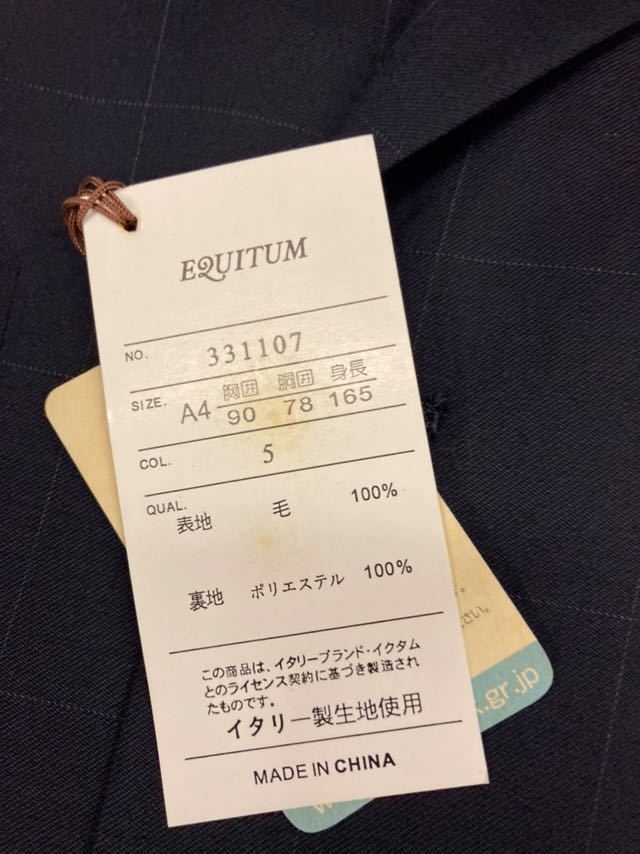 EQUITUM
NO. 331107
SIZE. A4 胸囲 胴囲 身長
90 78 165
COL. 5
QUAL.
表地 毛 100%
裏地 ポリエステル 100%
この商品は、イタリーブランド・イクタム
とのライセンス契約に基づき製造され
たものです。
イタリー製生地使用
MADE IN CHINA
さい。
.gr.jp